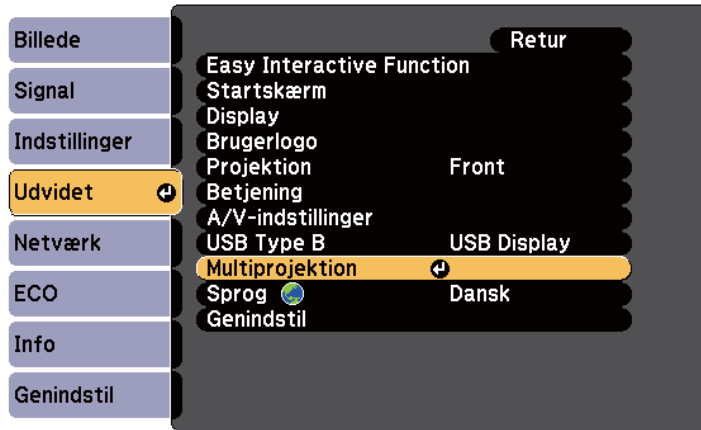 Billede
Signal
Indstillinger
Udvidet
Netværk
ECO
Info
Genindstil
Retur
Easy Interactive Function
Startskærm
Display
Brugerlogo
Projektion Front
Betjening
A/V-indstillinger
USB Type B USB Display
Multiprojektion
Sprog Dansk
Genindstil